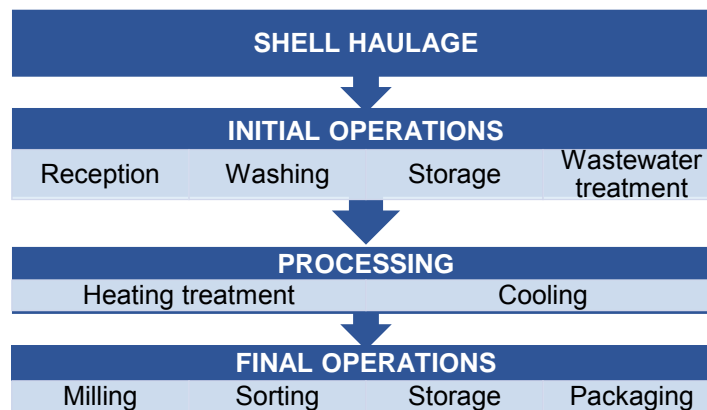 SHELL HAULAGE
INITIAL OPERATIONS
Reception Washing Storage Wastewater treatment
PROCESSING
Heating treatment Cooling
FINAL OPERATIONS
Milling Sorting Storage Packaging